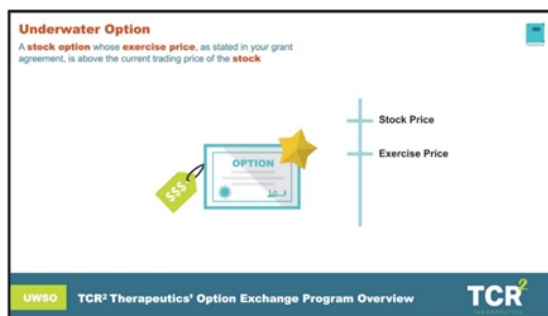 Underwater Option
A stock option whose exercise price, as stated in your grant
agreement, is above the current trading price of the stock
Stock Price
OPTION
Exercise Price
$$$
UWSO
TCR² Therapeutics' Option Exchange Program Overview
TCR²
THERAPEUTICS